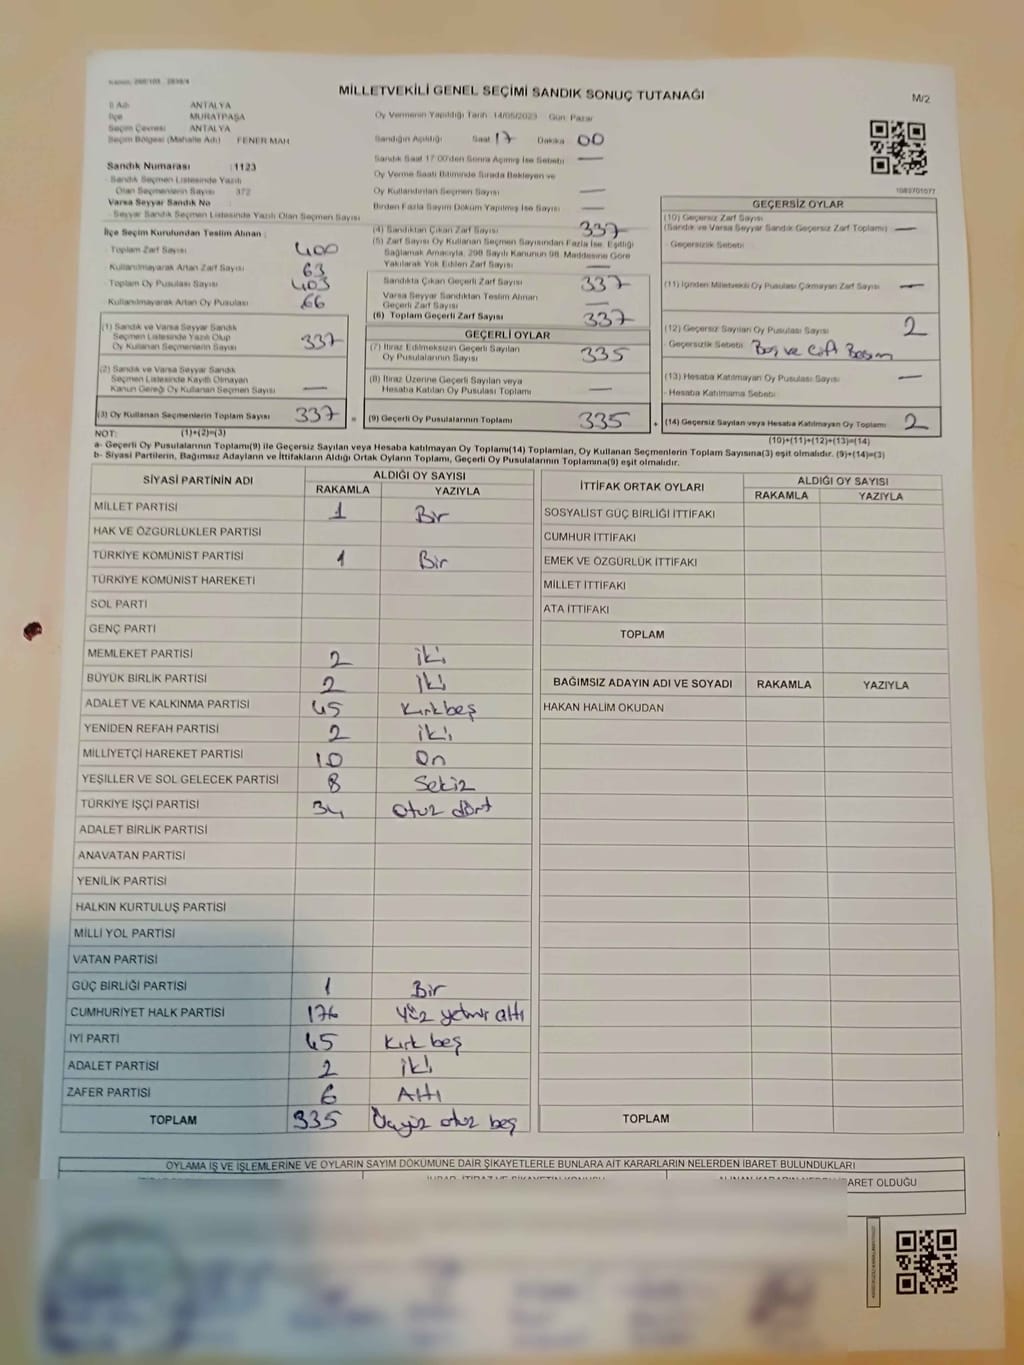 MİLLETVEKİLİ GENEL SEÇİMİ SANDIK SONUÇ TUTANAĞI
M/2
İl Adı ANTALYA
İlçe MURATPAŞA
Seçim Çevresi ANTALYA
Seçim Bölgesi (Mahalle Adı) FENER MAH
Sandık Numarası : 1123
- Sandık Seçmen Listesinde Yazılı
Olan Seçmenlerin Sayısı 372
Varsa Seyyar Sandık No
- Seyyar Sandık Seçmen Listesinde Yazılı Olan Seçmen Sayısı
Oy Vermenin Yapıldığı Tarih :14/05/2023 Gün: Pazar
Sandığın Açıldığı Saat 17 Dakika 00
Sandık Saat 17:00'den Sonra Açılmış İse Sebebi —
Oy Verme Saati Bitiminde Sırada Bekleyen ve
Oy Kullandırılan Seçmen Sayısı —
Birden Fazla Sayım Döküm Yapılmış İse Sayısı —
1083701077
İlçe Seçim Kurulundan Teslim Alınan :
- Toplam Zarf Sayısı 400
- Kullanılmayarak Artan Zarf Sayısı 63
- Toplam Oy Pusulası Sayısı 403
- Kullanılmayarak Artan Oy Pusulası 66
(1) Sandık ve Varsa Seyyar Sandık
Seçmen Listesinde Yazılı Olup
Oy Kullanan Seçmenlerin Sayısı 337
(2) Sandık ve Varsa Seyyar Sandık
Seçmen Listesinde Kayıtlı Olmayan
Kanun Gereği Oy Kullanan Seçmen Sayısı —
(3) Oy Kullanan Seçmenlerin Toplam Sayısı 337 =
(4) Sandıktan Çıkan Zarf Sayısı 337
(5) Zarf Sayısı Oy Kullanan Seçmen Sayısından Fazla İse, Eşitliği
Sağlamak Amacıyla, 298 Sayılı Kanunun 98. Maddesine Göre
Yakılarak Yok Edilen Zarf Sayısı —
Sandıkta Çıkan Geçerli Zarf Sayısı 337
Varsa Seyyar Sandıktan Teslim Alınan
Geçerli Zarf Sayısı —
(6) Toplam Geçerli Zarf Sayısı 337
GEÇERLİ OYLAR
(7) İtiraz Edilmeksizin Geçerli Sayılan
Oy Pusulalarının Sayısı 335
(8) İtiraz Üzerine Geçerli Sayılan veya
Hesaba Katılan Oy Pusulası Toplamı —
(9) Geçerli Oy Pusulalarının Toplamı 335 +
GEÇERSİZ OYLAR
(10) Geçersiz Zarf Sayısı
(Sandık ve Varsa Seyyar Sandık Geçersiz Zarf Toplamı) —
- Geçersizlik Sebebi:
(11) İçinden Milletvekili Oy Pusulası Çıkmayan Zarf Sayısı —
(12) Geçersiz Sayılan Oy Pusulası Sayısı 2
- Geçersizlik Sebebi: Boş ve Çift Basım
(13) Hesaba Katılmayan Oy Pusulası Sayısı —
- Hesaba Katılmama Sebebi:
(14) Geçersiz Sayılan veya Hesaba Katılmayan Oy Toplamı 2
NOT: (1)+(2)=(3)
(10)+(11)+(12)+(13)=(14)
a- Geçerli Oy Pusulalarının Toplamı(9) ile Geçersiz Sayılan veya Hesaba katılmayan Oy Toplam(14) Toplamları, Oy Kullanan Seçmenlerin Toplam Sayısına(3) eşit olmalıdır. (9)+(14)=(3)
b- Siyasi Partilerin, Bağımsız Adayların ve İttifakların Aldığı Oyların Toplamı, Geçerli Oy Pusulalarının Toplamına(9) eşit olmalıdır.
SİYASİ PARTİNİN ADI ALDIĞI OY SAYISI
RAKAMLA YAZIYLA
MİLLET PARTİSİ 1 Bir
HAK VE ÖZGÜRLÜKLER PARTİSİ
TÜRKİYE KOMÜNİST PARTİSİ 1 Bir
TÜRKİYE KOMÜNİST HAREKETİ
SOL PARTİ
GENÇ PARTİ
MEMLEKET PARTİSİ 2 iki
BÜYÜK BİRLİK PARTİSİ 2 iki
ADALET VE KALKINMA PARTİSİ 45 Kırkbeş
YENİDEN REFAH PARTİSİ 2 iki
MİLLİYETÇİ HAREKET PARTİSİ 10 On
YEŞİLLER VE SOL GELECEK PARTİSİ 8 Sekiz
TÜRKİYE İŞÇİ PARTİSİ 34 otuz dört
ADALET BİRLİK PARTİSİ
ANAVATAN PARTİSİ
YENİLİK PARTİSİ
HALKIN KURTULUŞ PARTİSİ
MİLLİ YOL PARTİSİ
VATAN PARTİSİ
GÜÇ BİRLİĞİ PARTİSİ 1 Bir
CUMHURİYET HALK PARTİSİ 176 Yüz yetmiş altı
İYİ PARTİ 45 Kırk beş
ADALET PARTİSİ 2 iki
ZAFER PARTİSİ 6 Altı
TOPLAM 335 Üçyüz otuz beş
İTTİFAK ORTAK OYLARI ALDIĞI OY SAYISI
RAKAMLA YAZIYLA
SOSYALİST GÜÇ BİRLİĞİ İTTİFAKI
CUMHUR İTTİFAKI
EMEK VE ÖZGÜRLÜK İTTİFAKI
MİLLET İTTİFAKI
ATA İTTİFAKI
TOPLAM
BAĞIMSIZ ADAYIN ADI VE SOYADI RAKAMLA YAZIYLA
HAKAN HALİM OKUDAN
TOPLAM
OYLAMA İŞ VE İŞLEMLERİNE VE OYLARIN SAYIM DÖKÜMÜNE DAİR ŞİKAYETLERLE BUNLARA AİT KARARLARIN NELERDEN İBARET BULUNDUKLARI
OLDUĞU